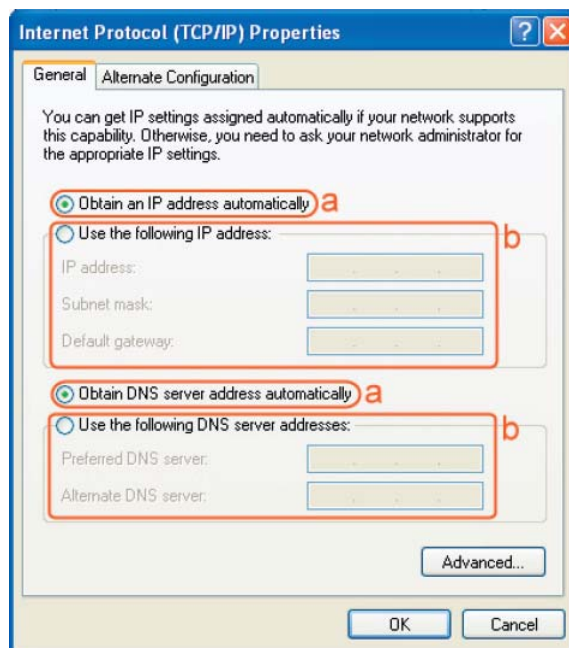 Internet Protocol (TCP/IP) Properties
General
Alternate Configuration
You can get IP settings assigned automatically if your network supports
this capability. Otherwise, you need to ask your network administrator for
the appropriate IP settings.
Obtain an IP address automatically a
Use the following IP address: b
IP address:
Subnet mask:
Default gateway:
Obtain DNS server address automatically a
Use the following DNS server addresses: b
Preferred DNS server:
Alternate DNS server:
Advanced...
OK
Cancel